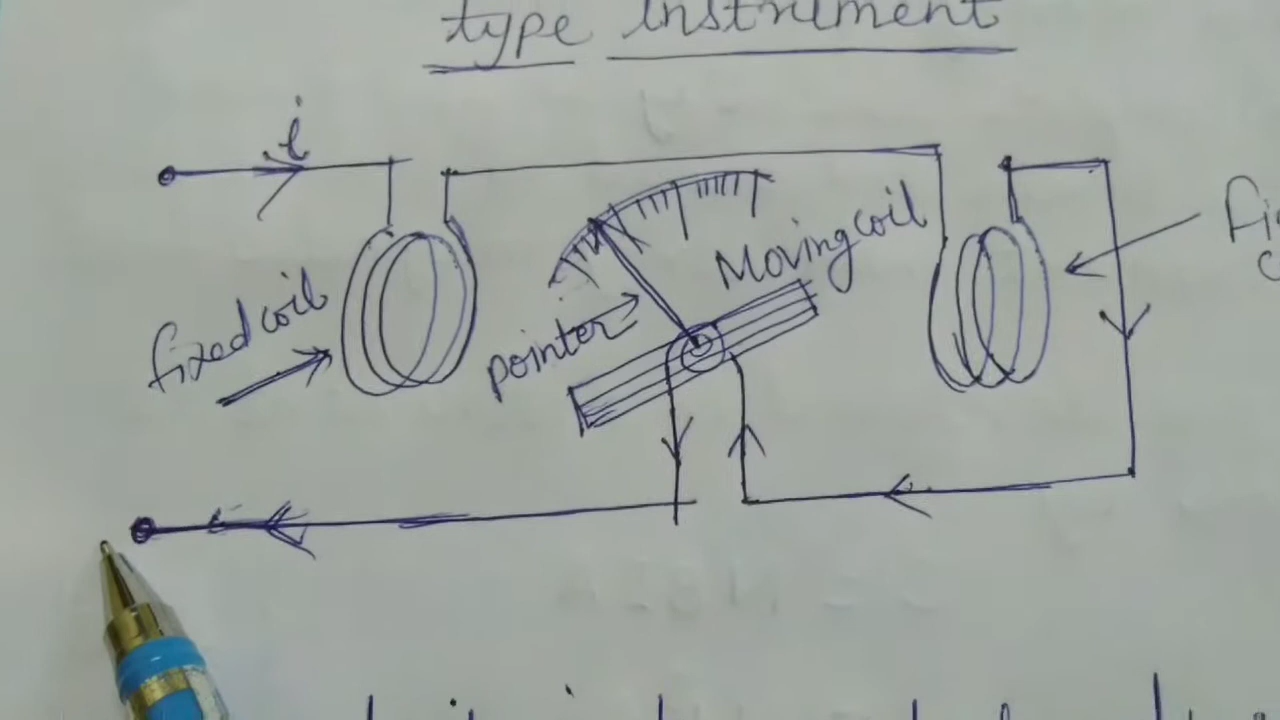 type instrument
i
fixed coil
pointer
Moving coil